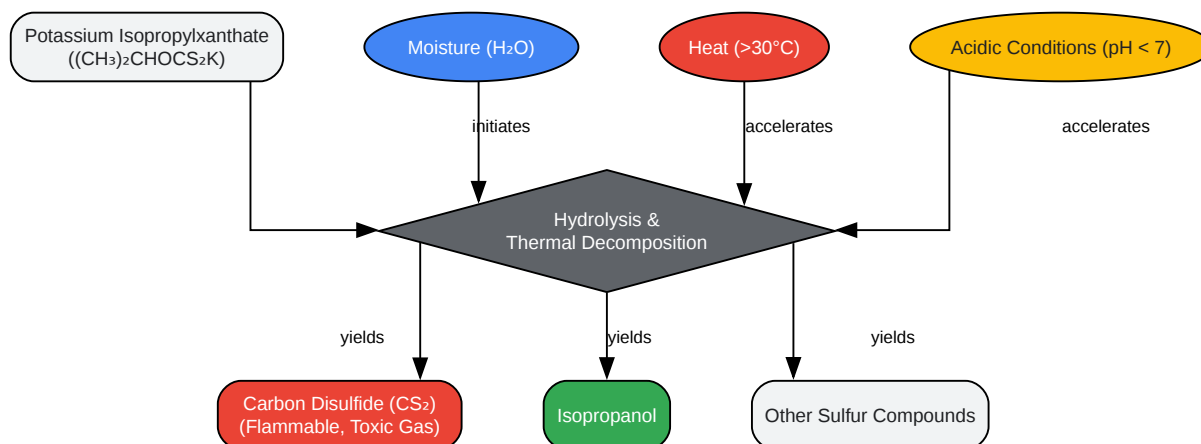 Potassium Isopropylxanthate
((CH₃)₂CHOCS₂K)
Moisture (H₂O)
Heat (>30°C)
Acidic Conditions (pH < 7)
initiates
accelerates
accelerates
Hydrolysis &
Thermal Decomposition
yields
yields
yields
Carbon Disulfide (CS₂)
(Flammable, Toxic Gas)
Isopropanol
Other Sulfur Compounds